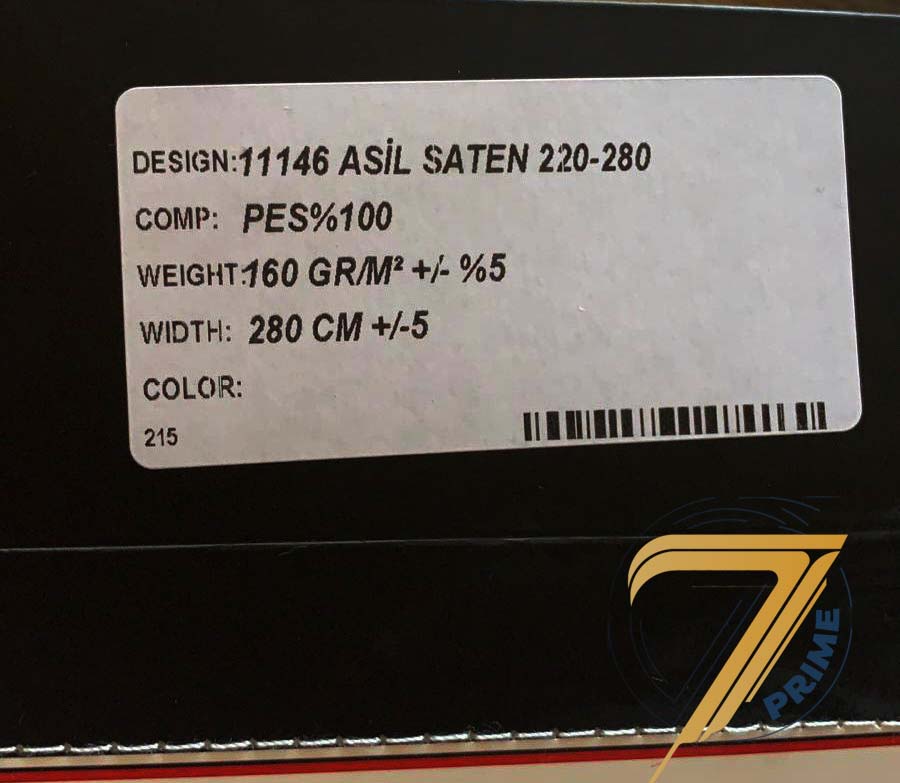 DESIGN:11146 ASİL SATEN 220-280
COMP: PES%100
WEIGHT:160 GR/M² +/- %5
WIDTH: 280 CM +/-5
COLOR:
215
7
PRIME